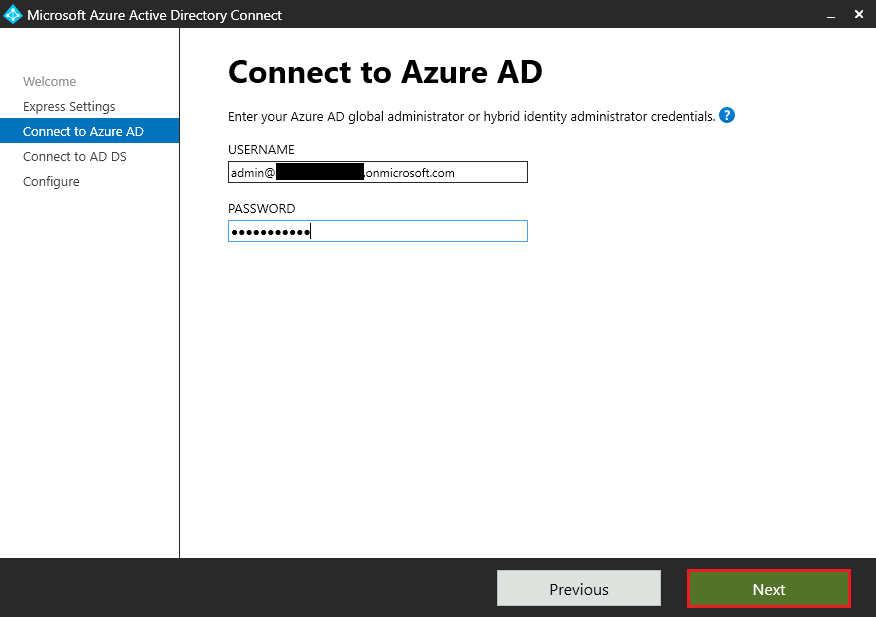 Microsoft Azure Active Directory Connect
Welcome
Express Settings
Connect to Azure AD
Connect to AD DS
Configure
Connect to Azure AD
Enter your Azure AD global administrator or hybrid identity administrator credentials. ?
USERNAME
admin@ .onmicrosoft.com
PASSWORD
●●●●●●●●●●●
Previous
Next